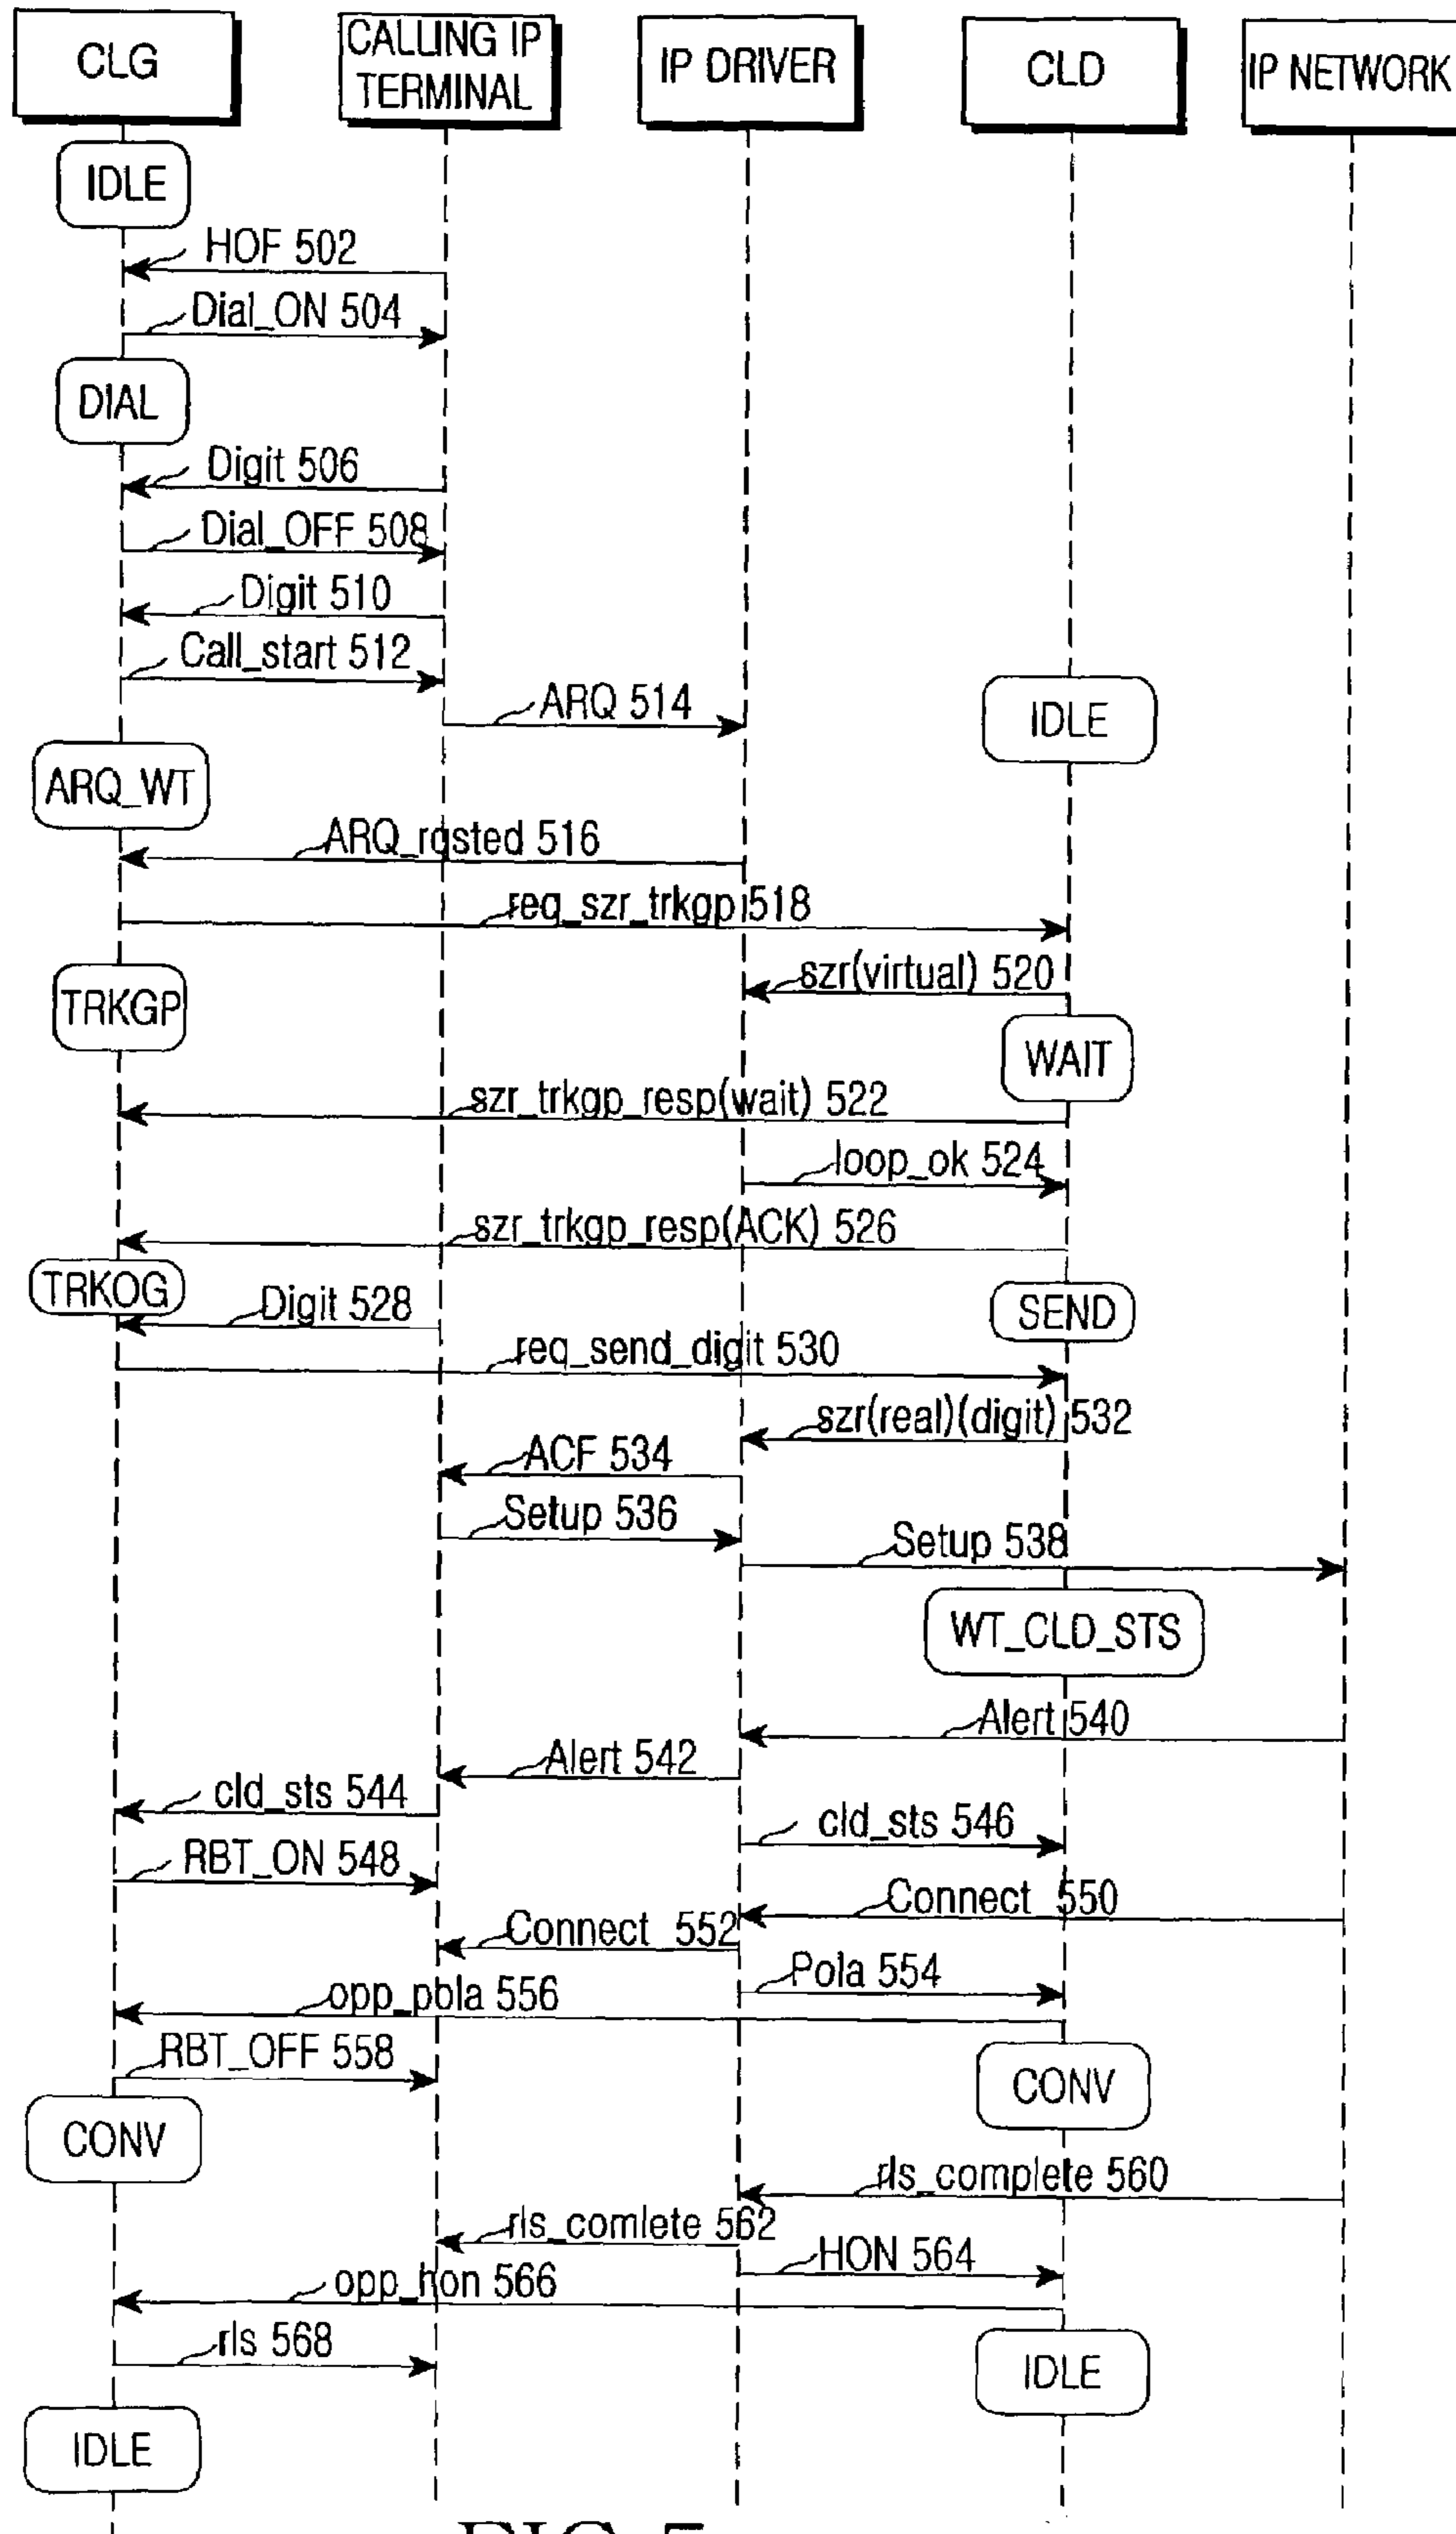 CLG
CALLING IP
TERMINAL
IP DRIVER
CLD
IP NETWORK
IDLE
HOF 502
Dial_ON 504
DIAL
Digit 506
Dial_OFF 508
Digit 510
Call_start 512
ARQ 514
IDLE
ARQ_WT
ARQ_rqsted 516
req_szr_trkgp 518
szr(virtual) 520
TRKGP
WAIT
szr_trkgp_resp(wait) 522
loop_ok 524
szr_trkgp_resp(ACK) 526
TRKOG
Digit 528
SEND
req_send_digit 530
szr(real)(digit) 532
ACF 534
Setup 536
Setup 538
WT_CLD_STS
Alert 540
Alert 542
cld_sts 544
cld_sts 546
RBT_ON 548
Connect 550
Connect 552
Pola 554
opp_pola 556
RBT_OFF 558
CONV
CONV
rls_complete 560
rls_comlete 562
HON 564
opp_hon 566
rls 568
IDLE
IDLE